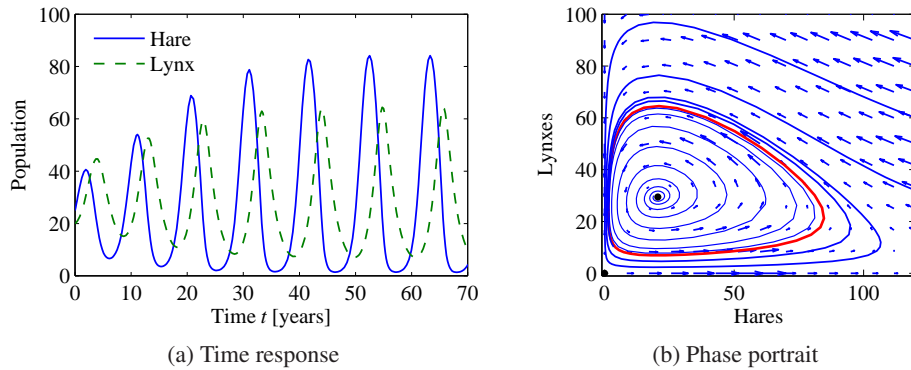 Hare
Lynx
Population
100
80
60
40
20
0
0 10 20 30 40 50 60 70
Time t [years]
(a) Time response
Lynxes
100
80
60
40
20
0
0 50 100
Hares
(b) Phase portrait